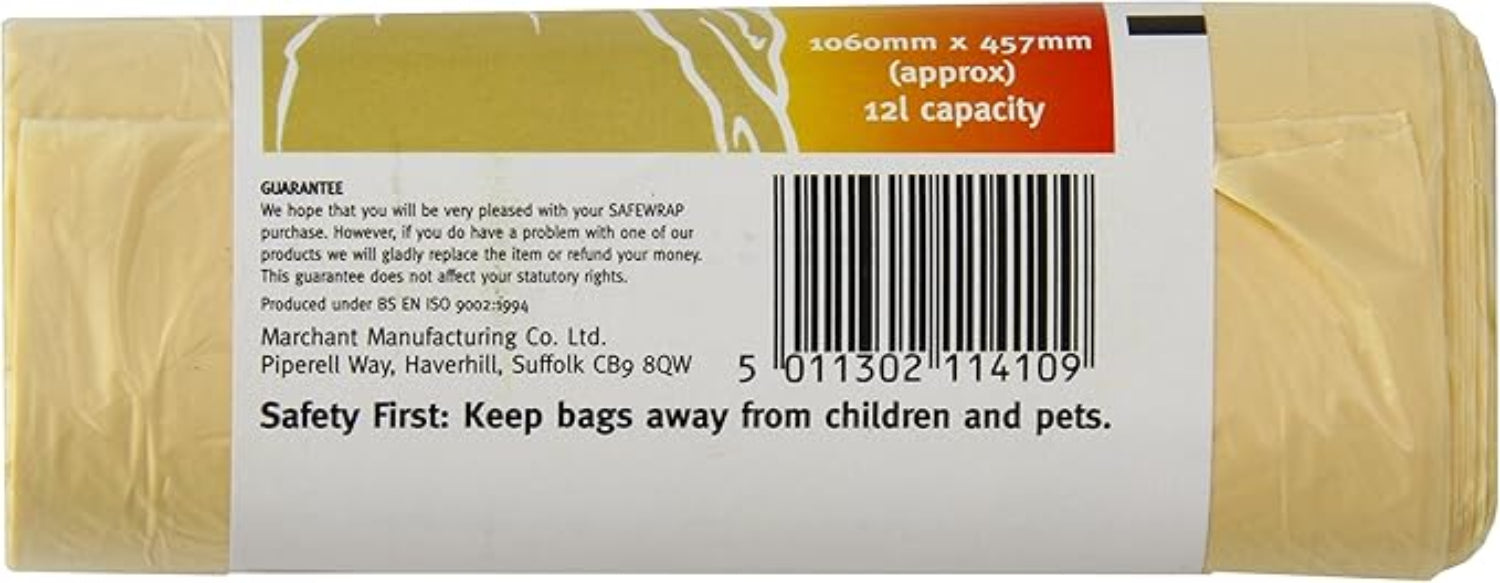 1060mm x 457mm
(approx)
12l capacity
GUARANTEE
We hope that you will be very pleased with your SAFEWRAP
purchase. However, if you do have a problem with one of our
products we will gladly replace the item or refund your money.
This guarantee does not affect your statutory rights.
Produced under BS EN ISO 9002:1994
Marchant Manufacturing Co. Ltd.
Piperell Way, Haverhill, Suffolk CB9 8QW
5 011302 114109
Safety First: Keep bags away from children and pets.